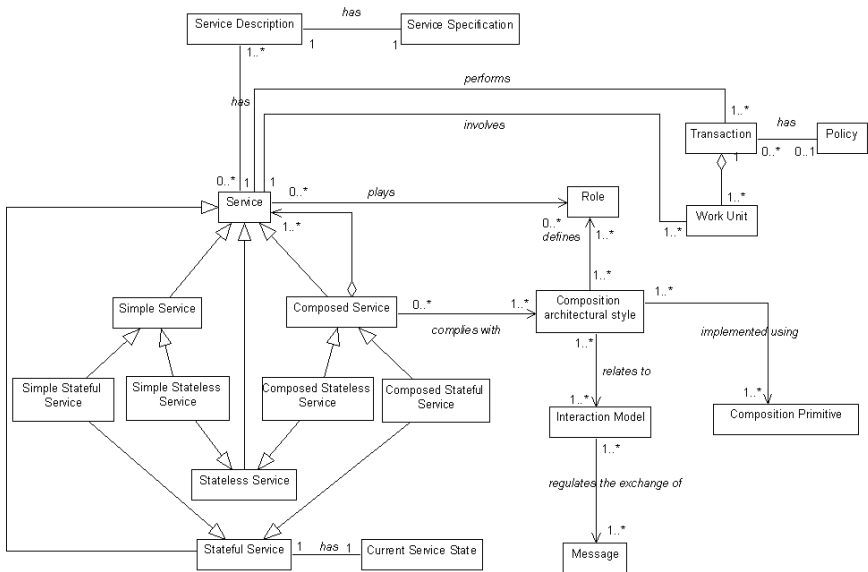 has
Service Description
Service Specification
1..*
1
1
performs
has
1..*
involves
Transaction
has
Policy
1
0..*
0..1
0..*
1
1
0..*
plays
Role
1..*
Service
1..*
0..*
defines
1..*
1..*
Work Unit
Simple Service
Composed Service
0..*
complies with
1..*
1..*
Composition
architectural style
1..*
1..*
implemented using
relates to
Simple Stateful
Service
Simple Stateless
Service
Composed Stateless
Service
Composed Stateful
Service
1..*
Interaction Model
1..*
1..*
Composition Primitive
Stateless Service
regulates the exchange of
1..*
Stateful Service
1
has
1
Current Service State
Message